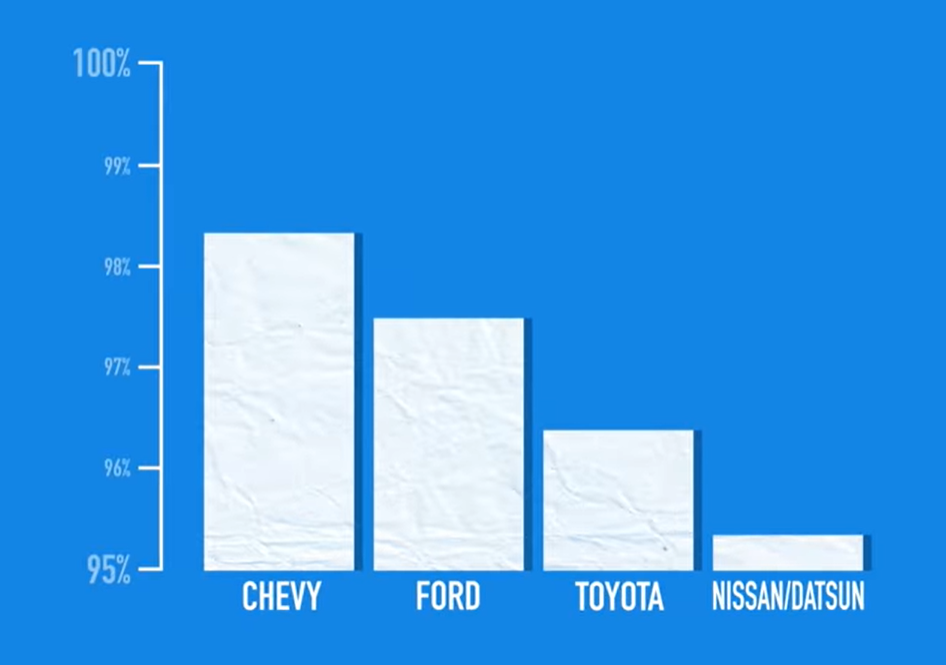 100%
99%
98%
97%
96%
95%
CHEVY
FORD
TOYOTA
NISSAN/DATSUN